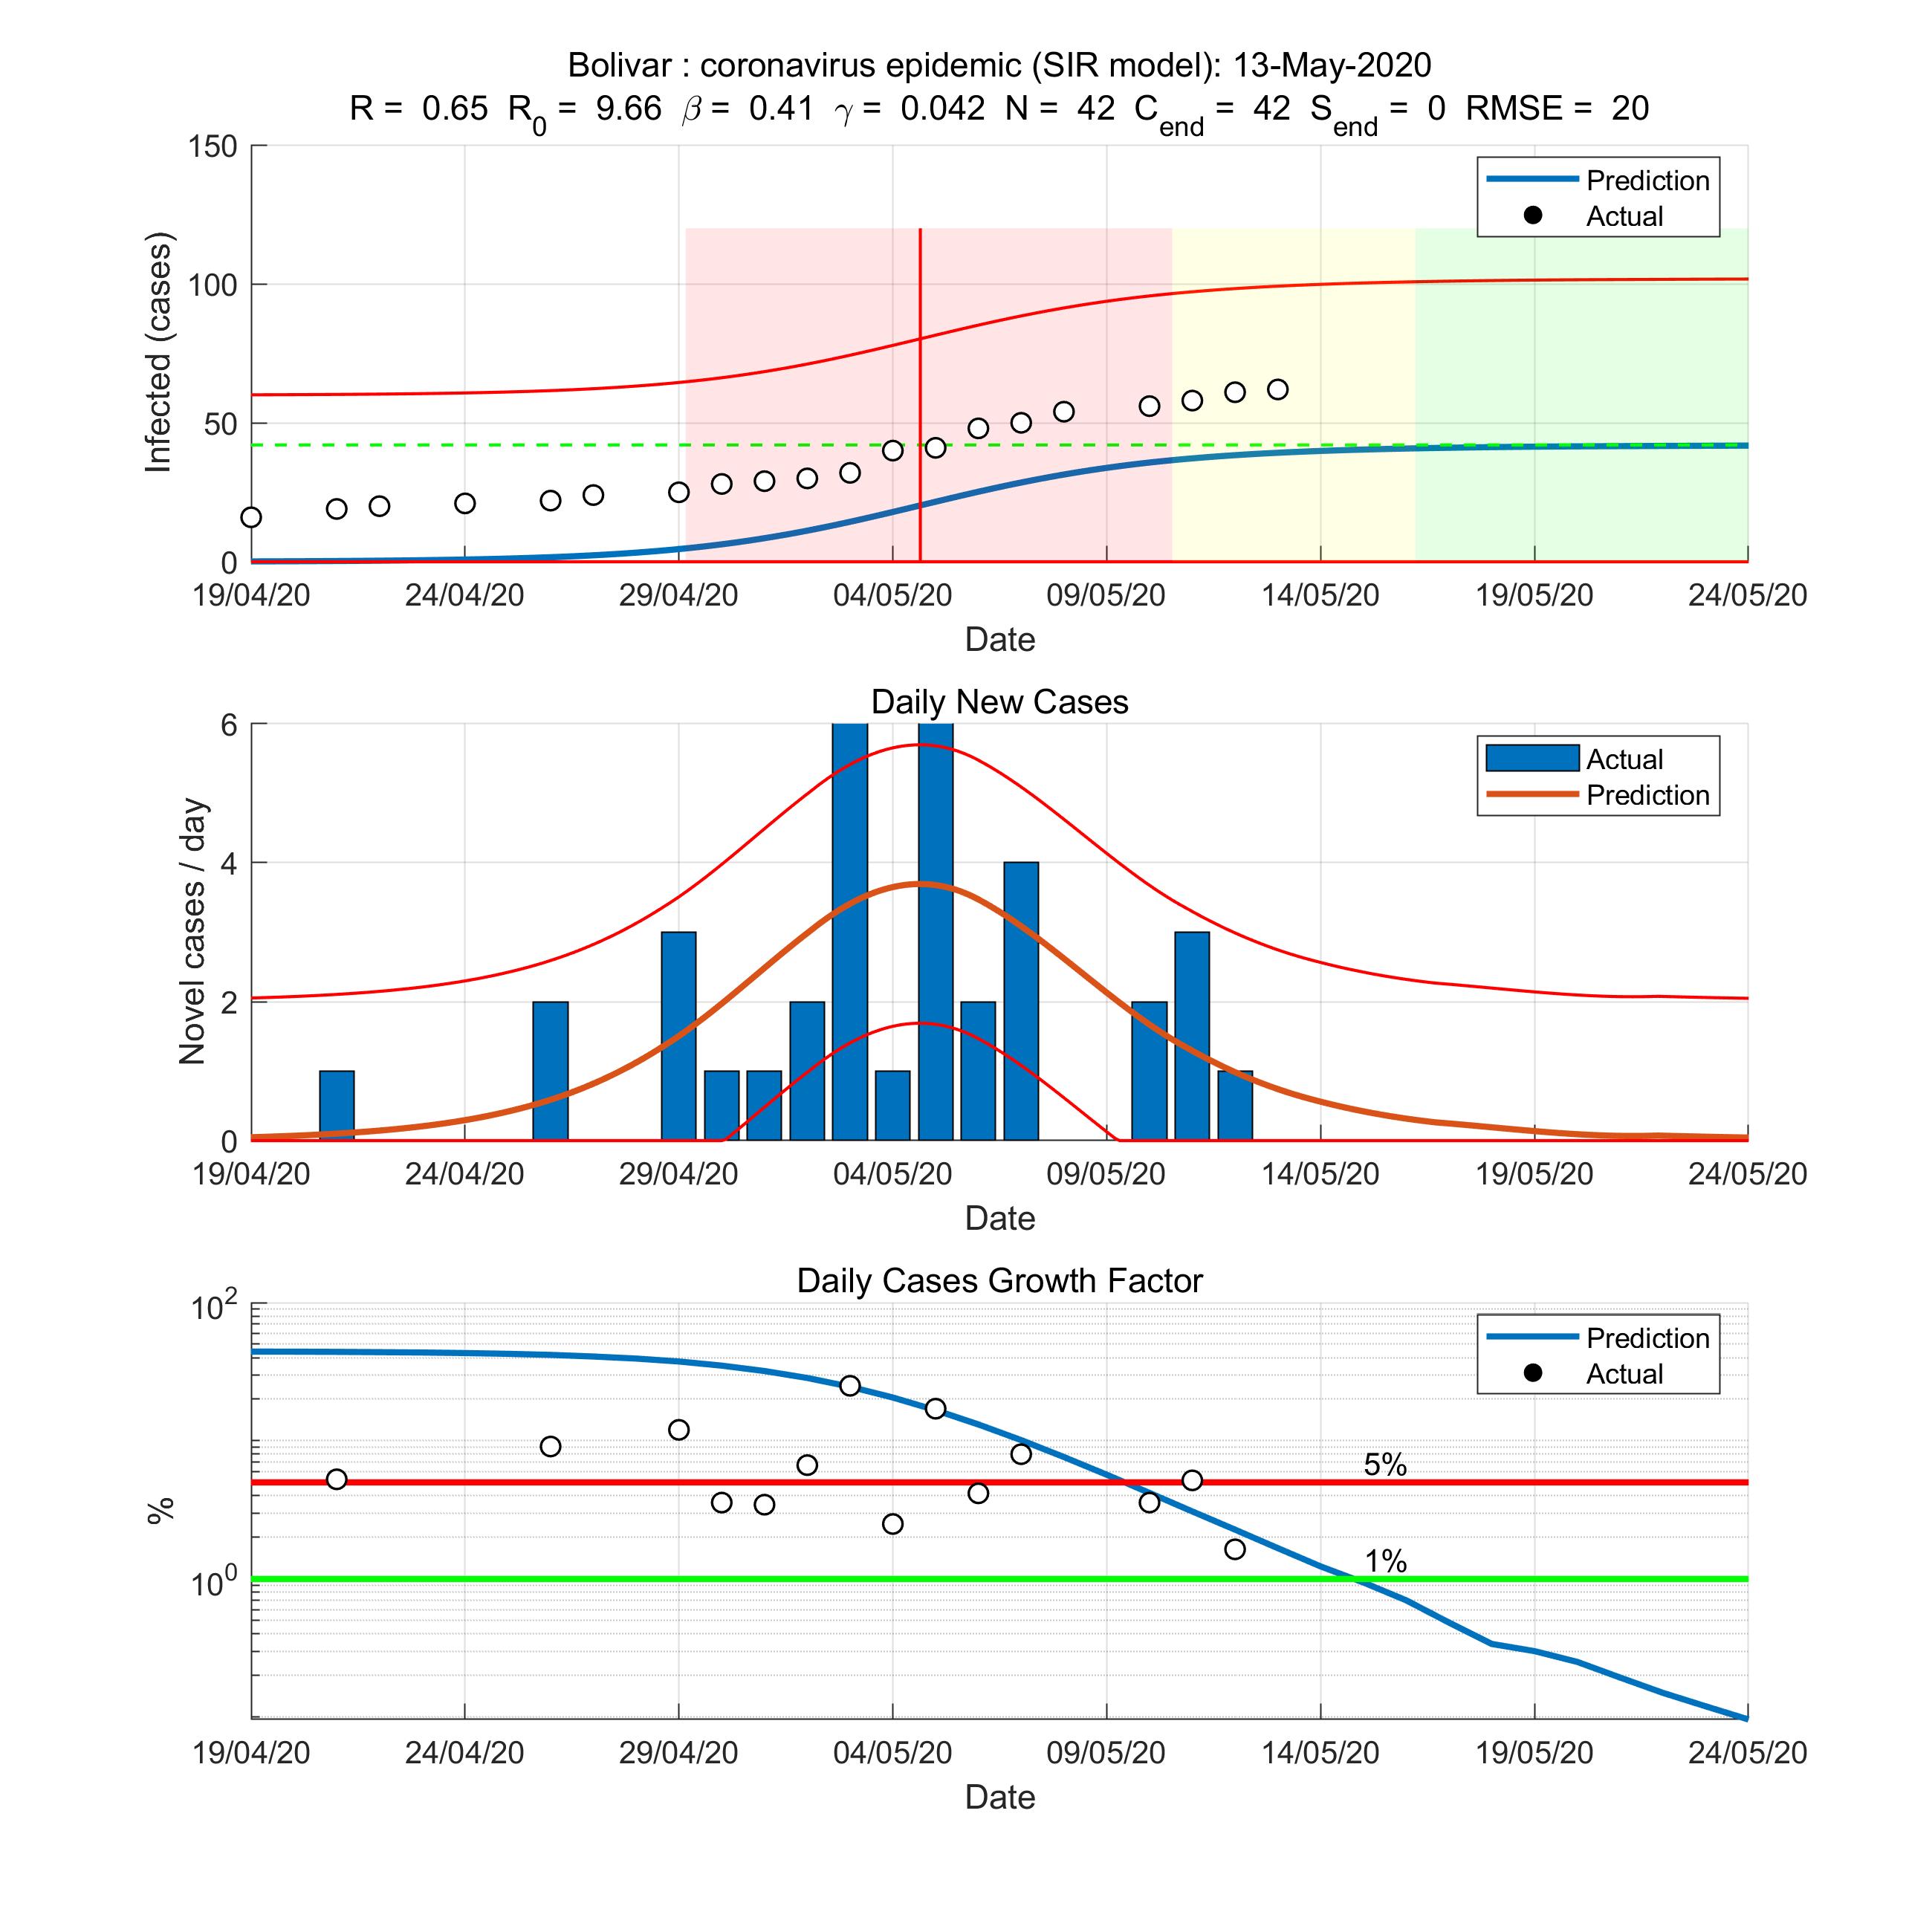 Bolivar : coronavirus epidemic (SIR model): 13-May-2020
R = 0.65 R0 = 9.66 β = 0.41 γ = 0.042 N = 42 Cend = 42 Send = 0 RMSE = 20
150
100
50
0
Infected (cases)
Prediction
Actual
19/04/20 24/04/20 29/04/20 04/05/20 09/05/20 14/05/20 19/05/20 24/05/20
Date
Daily New Cases
6
4
2
0
Novel cases / day
Actual
Prediction
19/04/20 24/04/20 29/04/20 04/05/20 09/05/20 14/05/20 19/05/20 24/05/20
Date
Daily Cases Growth Factor
10^2
10^0
%
Prediction
Actual
5%
1%
19/04/20 24/04/20 29/04/20 04/05/20 09/05/20 14/05/20 19/05/20 24/05/20
Date